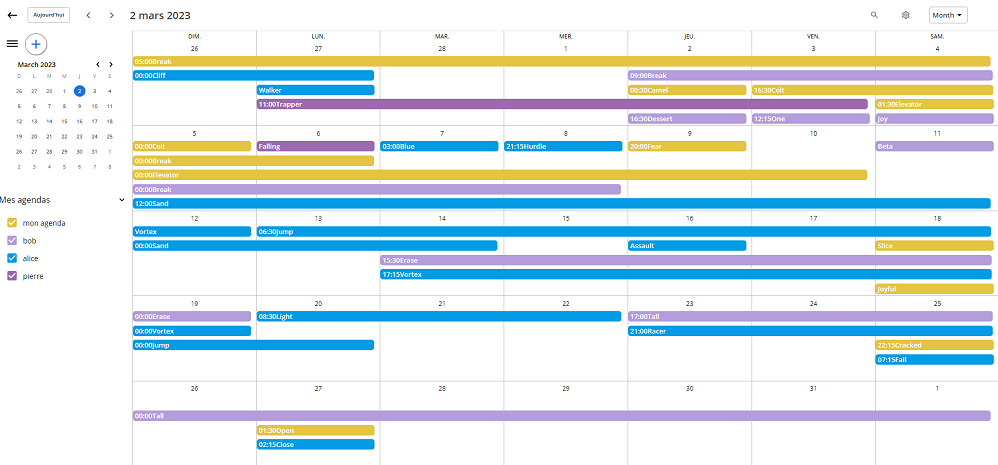 Aujourd'hui
2 mars 2023
Month
March 2023
D L M M J V S
26 27 28 1 2 3 4
5 6 7 8 9 10 11
12 13 14 15 16 17 18
19 20 21 22 23 24 25
26 27 28 29 30 31 1
2 3 4 5 6 7 8
Mes agendas
mon agenda
bob
alice
pierre
DIM. LUN. MAR. MER. JEU. VEN. SAM.
26 27 28 1 2 3 4
05:00Break
00:00Cliff 09:00Break
Walker 00:30Camel 16:30Colt
11:00Trapper 01:30Elevator
16:30Dessert 12:15One Joy
5 6 7 8 9 10 11
00:00Colt Falling 03:00Blue 21:15Hurdle 20:00Fear Beta
00:00Break
00:00Elevator
00:00Break
12:00Sand
12 13 14 15 16 17 18
Vortex 06:30Jump
00:00Sand Assault Slice
15:30Erase
17:15Vortex
Joyful
19 20 21 22 23 24 25
00:00Erase 08:30Light 17:00Tall
00:00Vortex 21:00Racer
00:00Jump 22:15Cracked
07:15Fall
26 27 28 29 30 31 1
00:00Tall
01:30Open
02:15Close